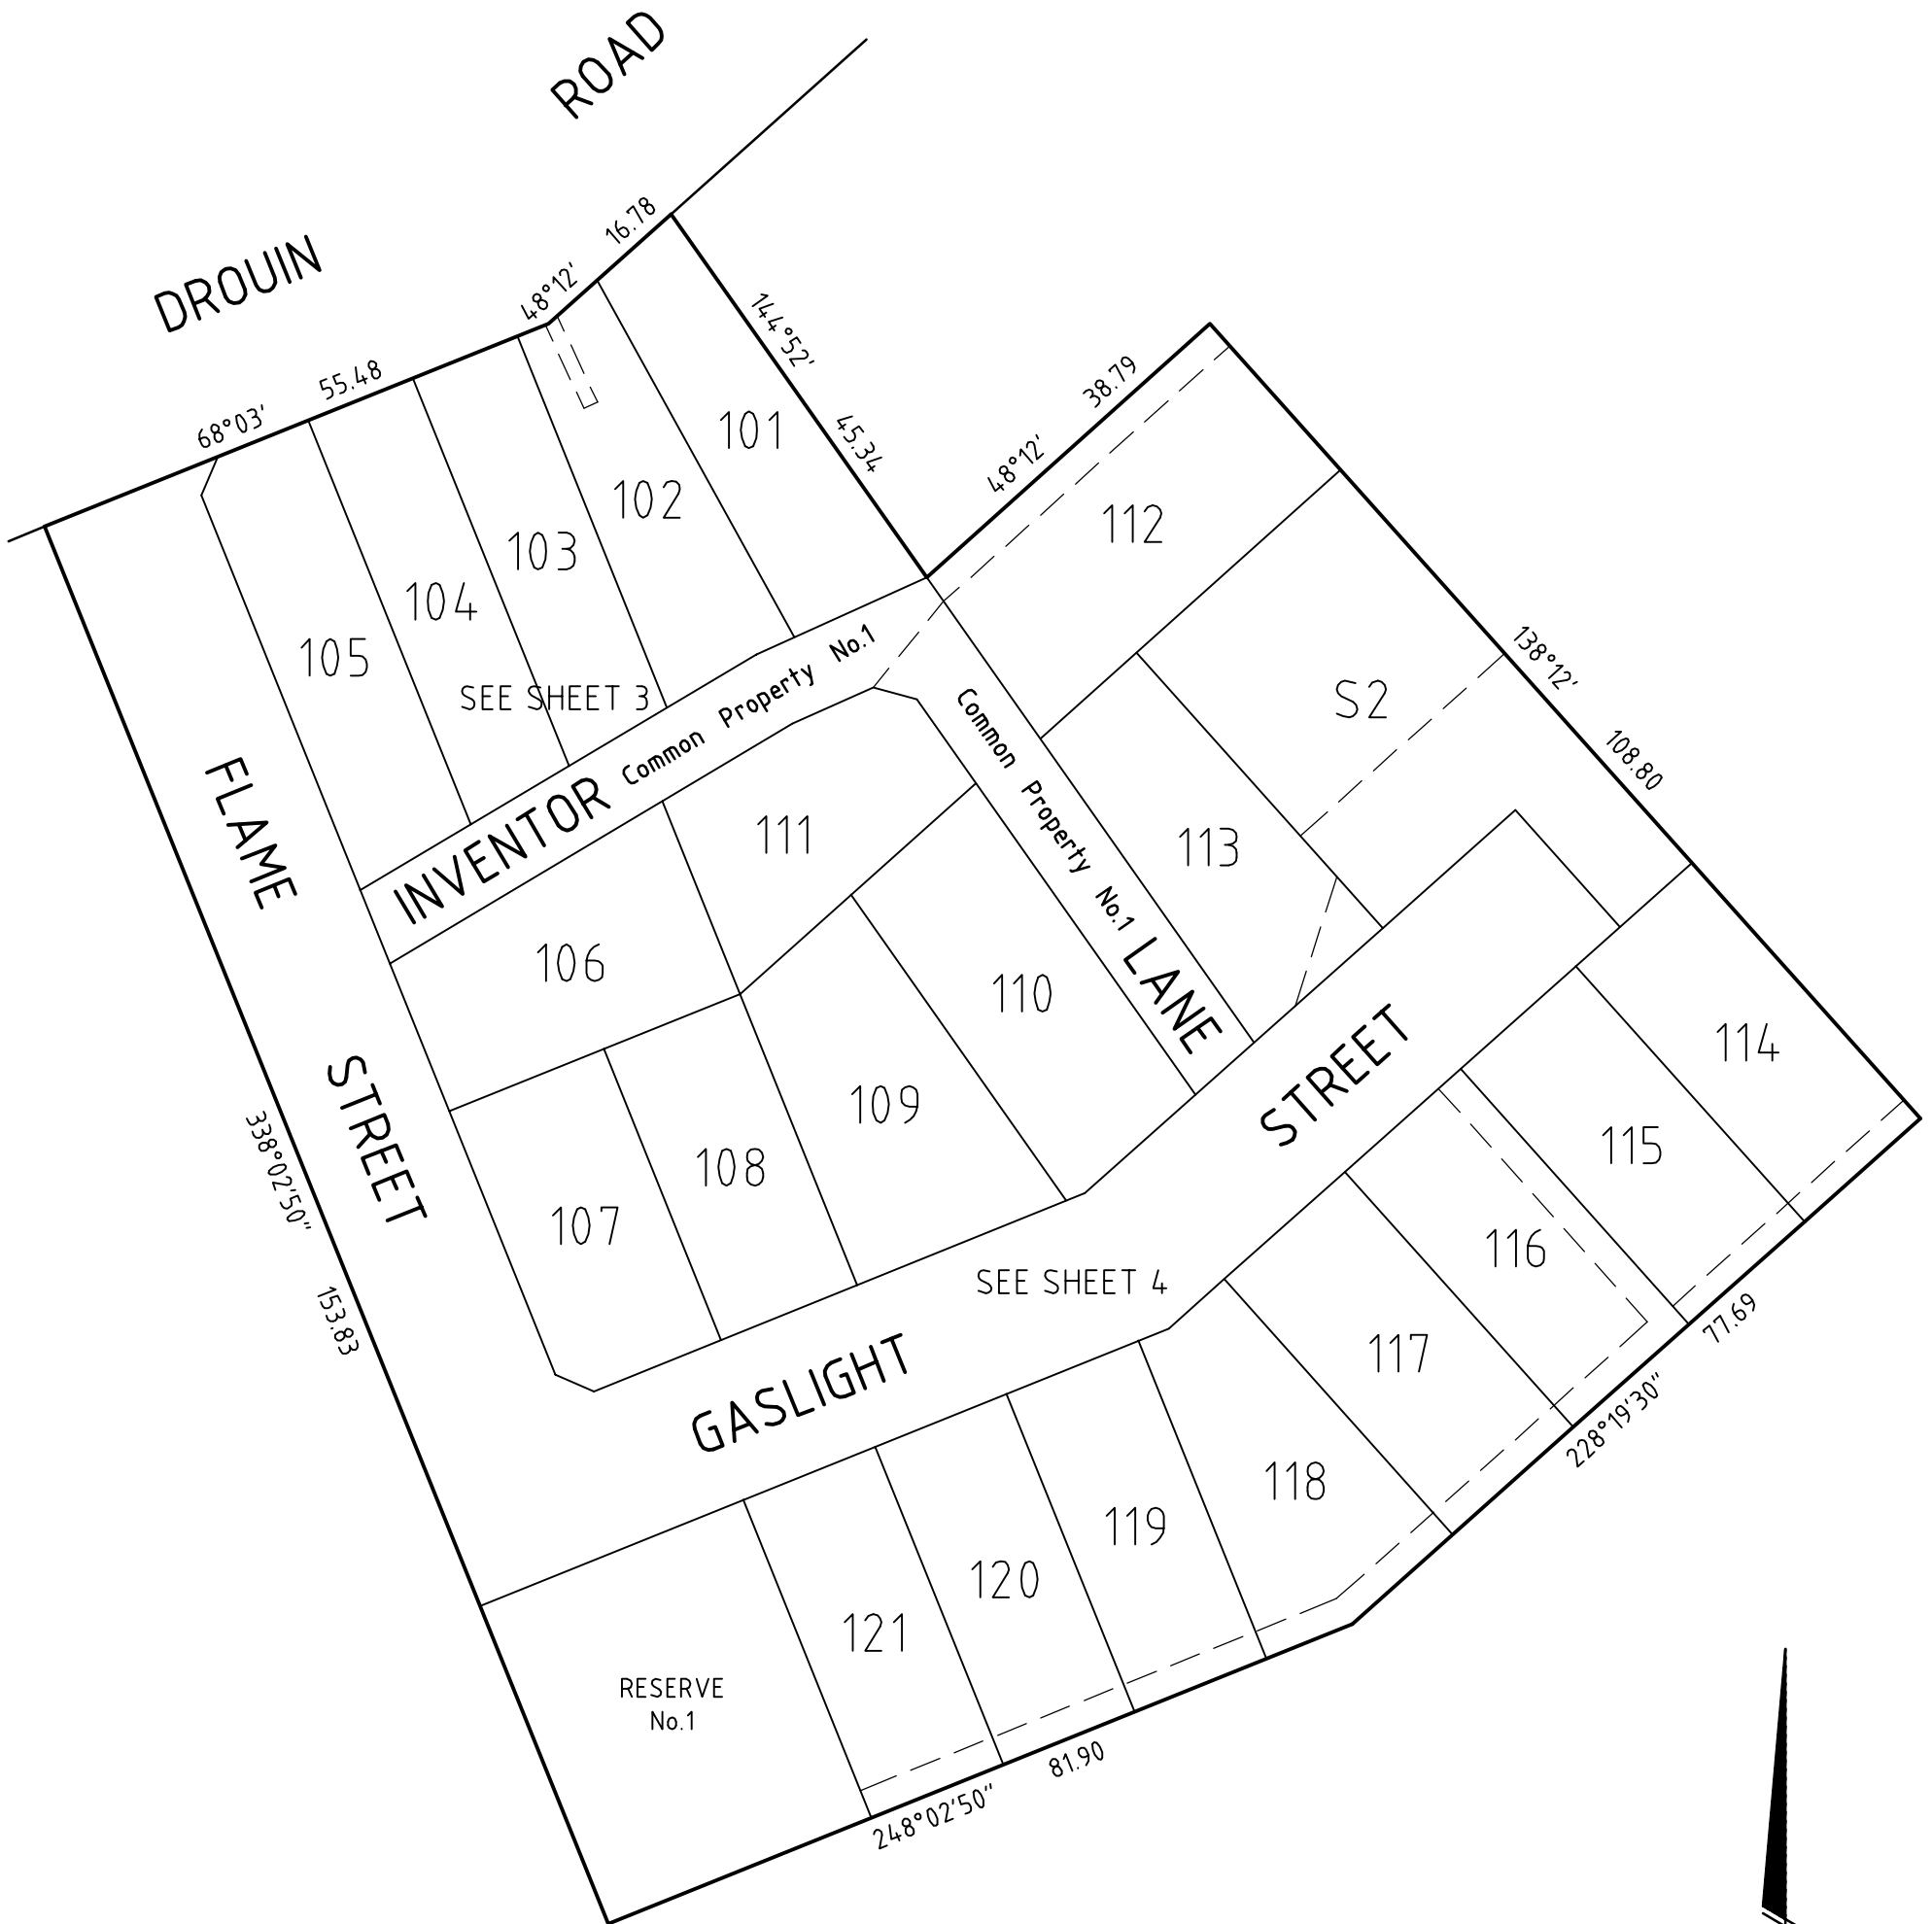 ROAD
DROUIN
16.78
48°12'
55.48
68°03'
144°52'
45.34
38.79
48°12'
101
102
103
104
105
112
SEE SHEET 3
Common Property No.1
INVENTOR
Common Property No.1
LANE
S2
138°12'
108.80
113
111
106
110
FLAME
STREET
109
108
107
338°02'50"
153.83
STREET
114
115
116
117
SEE SHEET 4
GASLIGHT
118
119
120
121
77.69
228°19'30"
RESERVE
No.1
81.90
248°02'50"